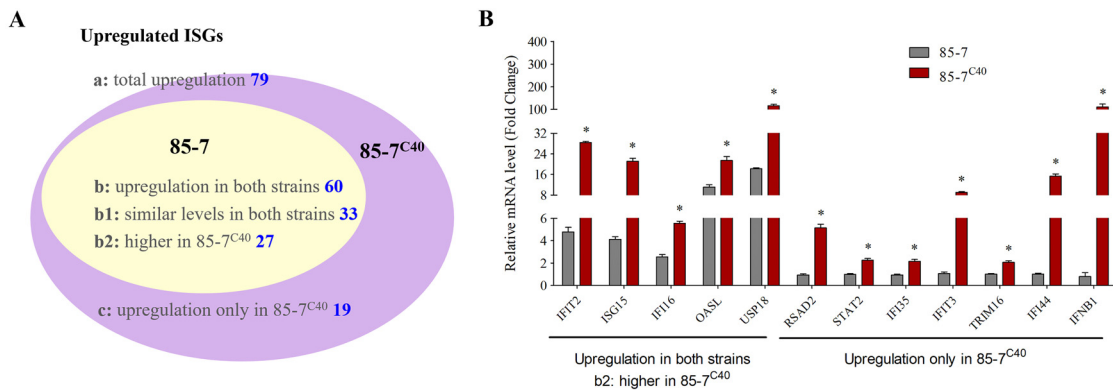 A
Upregulated ISGs
a: total upregulation 79
85-7
85-7C40
b: upregulation in both strains 60
b1: similar levels in both strains 33
b2: higher in 85-7C40 27
c: upregulation only in 85-7C40 19
B
Relative mRNA level (Fold Change)
400
300
200
100
32
24
16
8
6
4
2
0
85-7
85-7C40
*
*
*
*
*
*
*
*
*
*
*
*
IFIT2
ISG15
IFI16
OASL
USP18
RSAD2
STAT2
IFI35
IFIT3
TRIM16
IFI44
IFNB1
Upregulation in both strains
b2: higher in 85-7C40
Upregulation only in 85-7C40